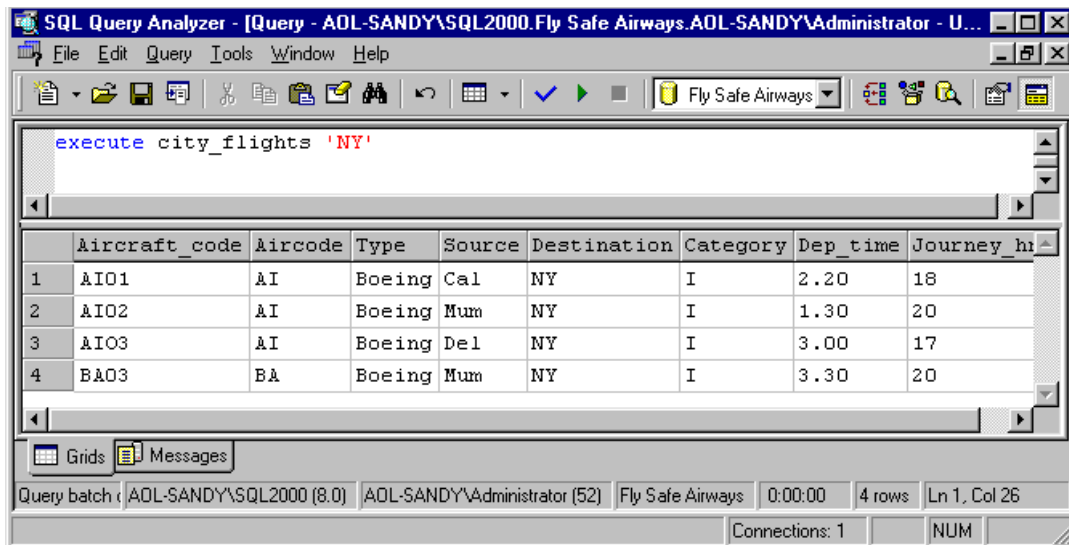 SQL Query Analyzer - [Query - AOL-SANDY\SQL2000.Fly Safe Airways.AOL-SANDY\Administrator - U...
File Edit Query Tools Window Help
Fly Safe Airways
execute city_flights 'NY'
Aircraft_code Aircode Type Source Destination Category Dep_time Journey_hr
1 AI01 AI Boeing Cal NY I 2.20 18
2 AI02 AI Boeing Mum NY I 1.30 20
3 AI03 AI Boeing Del NY I 3.00 17
4 BA03 BA Boeing Mum NY I 3.30 20
Grids Messages
Query batch AOL-SANDY\SQL2000 (8.0) AOL-SANDY\Administrator (52) Fly Safe Airways 0:00:00 4 rows Ln 1, Col 26
Connections: 1 NUM